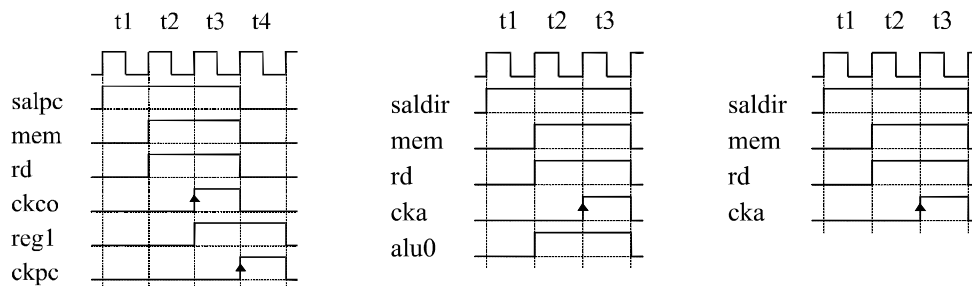 t1 t2 t3 t4
salpc
mem
rd
ckco
reg1
ckpc
t1 t2 t3
saldir
mem
rd
cka
alu0
t1 t2 t3
saldir
mem
rd
cka